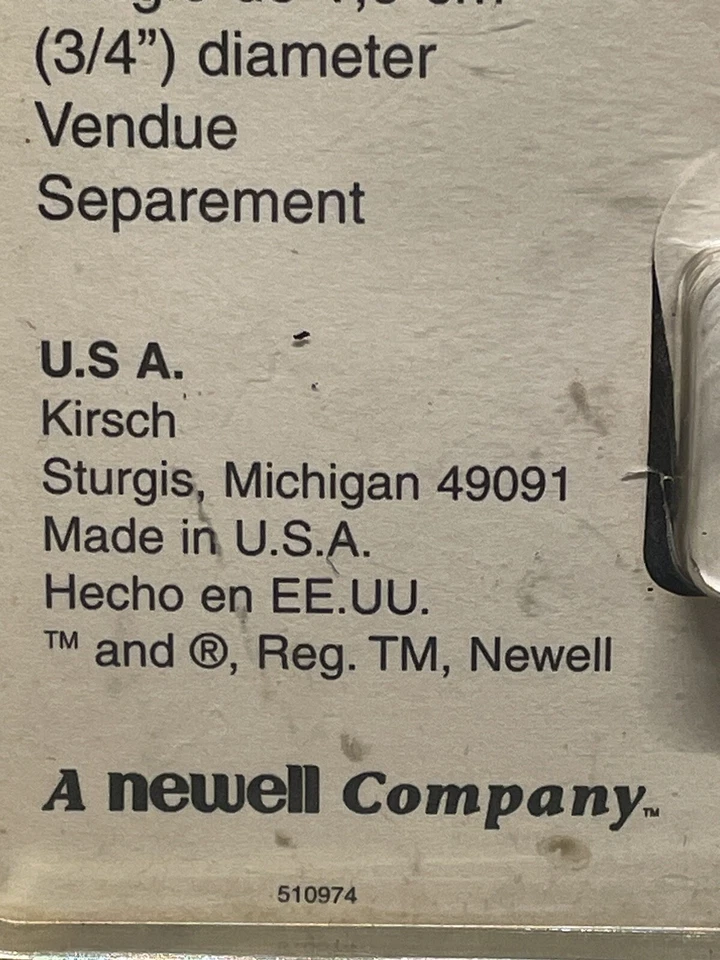 (3/4”) diameter
Vendue
Separement
U.S A.
Kirsch
Sturgis, Michigan 49091
Made in U.S.A.
Hecho en EE.UU.
™ and ®, Reg. TM, Newell
A newell Company™
510974